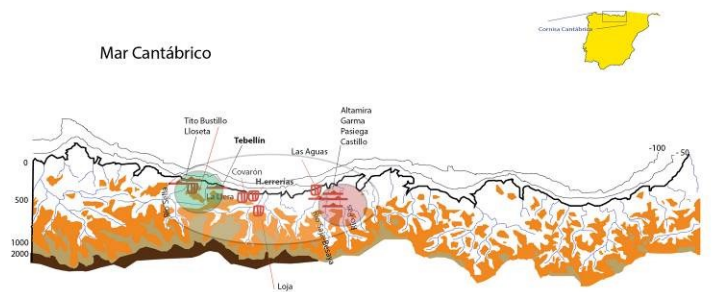 Cornisa Cantábrica
Mar Cantábrico
Tito Bustillo
Lloseta
Tebellín
Covarón
H.errerías
Las Aguas
Altamira
Garma
Pasiega
Castillo
-100
- 50
0
500
1000
2000
La Llera
Loja